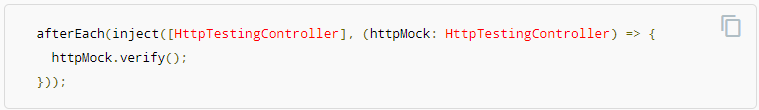 afterEach(inject([HttpTestingController], (httpMock: HttpTestingController) => {
  httpMock.verify();
}));